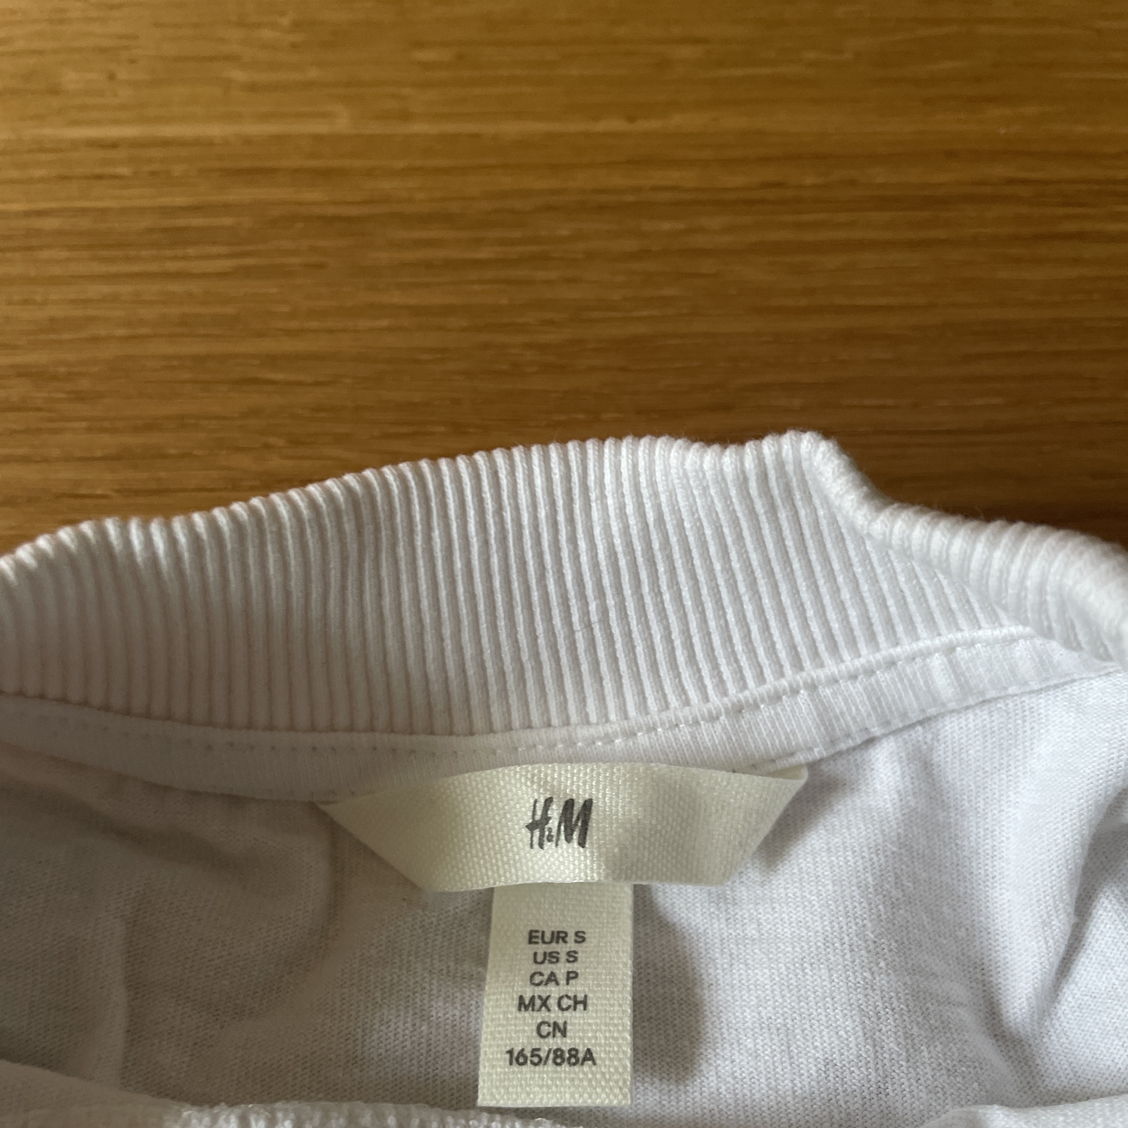 H&M
EUR S
US S
CA P
MX CH
CN
165/88A